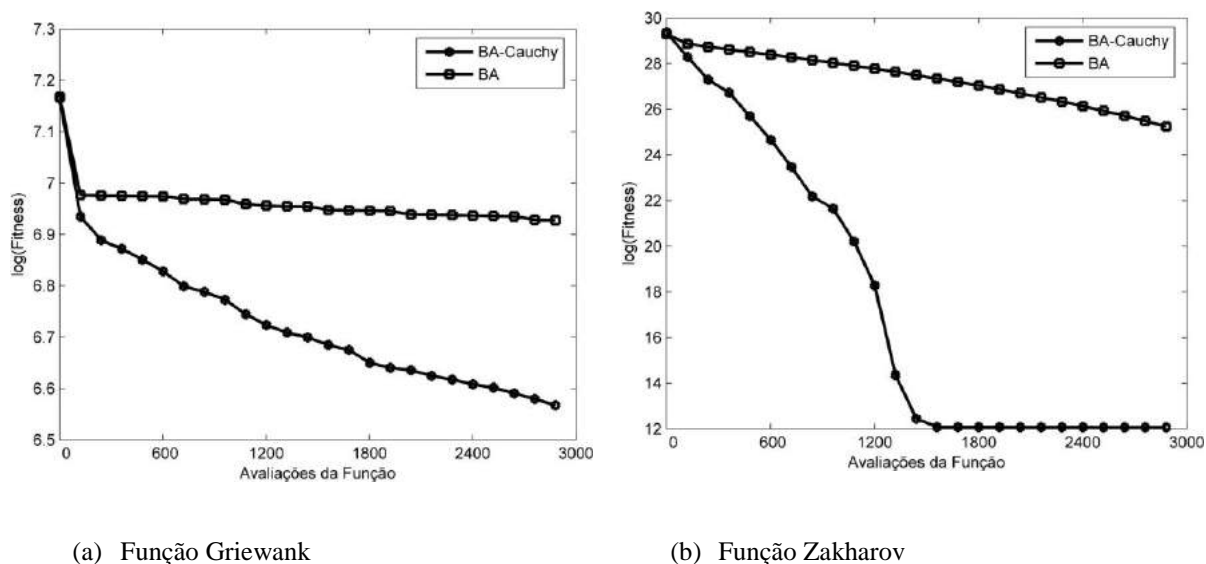 7.3
7.2
7.1
7
6.9
6.8
6.7
6.6
6.5
log(Fitness)
BA-Cauchy
BA
0 600 1200 1800 2400 3000
Avaliações da Função
(a) Função Griewank
30
28
26
24
22
20
18
16
14
12
log(Fitness)
BA-Cauchy
BA
0 600 1200 1800 2400 3000
Avaliações da Função
(b) Função Zakharov